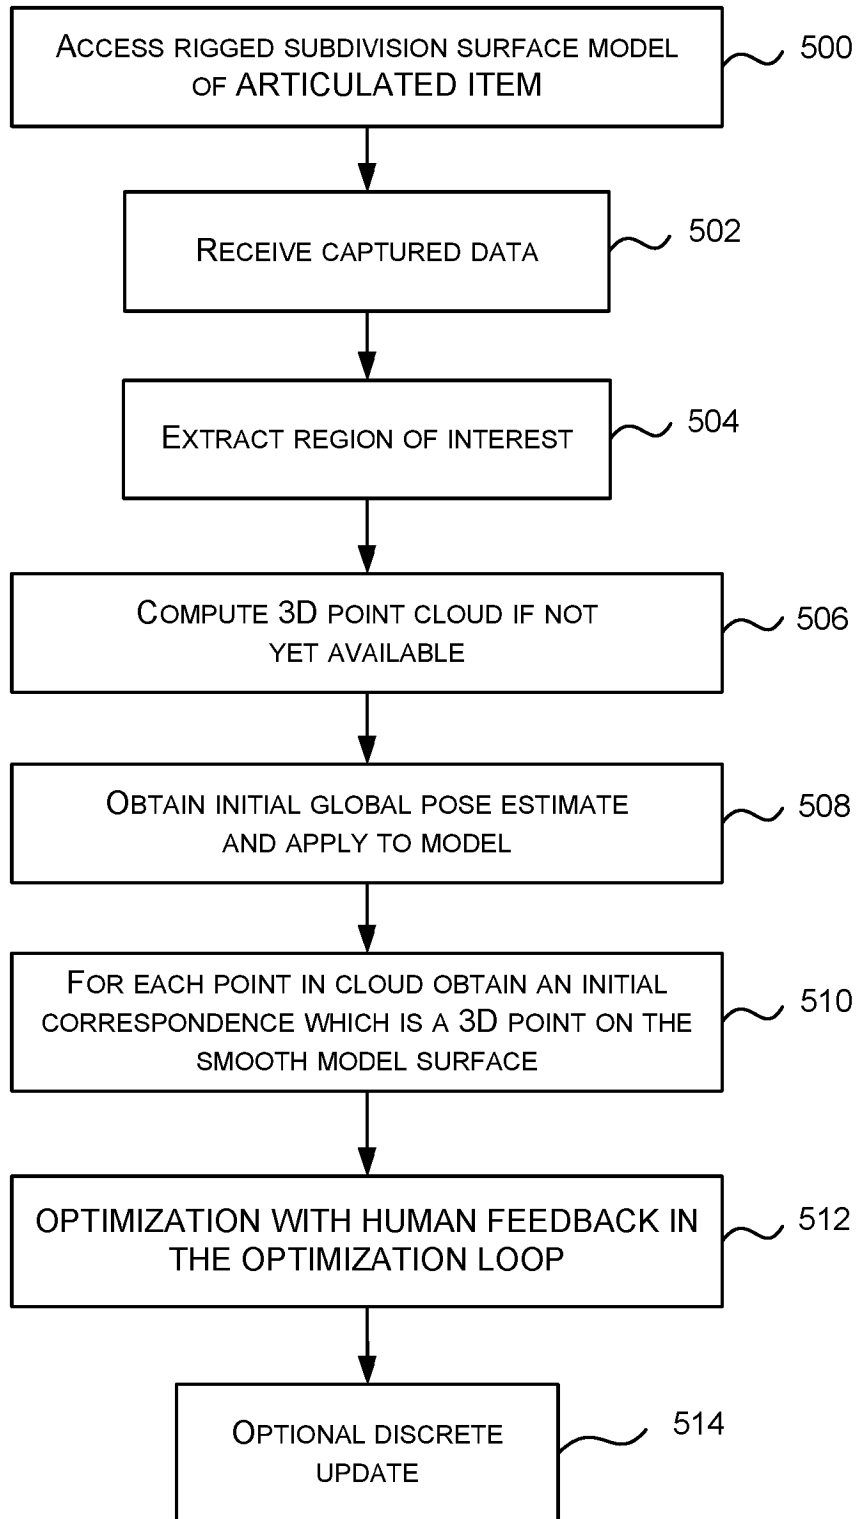 ACCESS RIGGED SUBDIVISION SURFACE MODEL
OF ARTICULATED ITEM
500
RECEIVE CAPTURED DATA
502
EXTRACT REGION OF INTEREST
504
COMPUTE 3D POINT CLOUD IF NOT
YET AVAILABLE
506
OBTAIN INITIAL GLOBAL POSE ESTIMATE
AND APPLY TO MODEL
508
FOR EACH POINT IN CLOUD OBTAIN AN INITIAL
CORRESPONDENCE WHICH IS A 3D POINT ON THE
SMOOTH MODEL SURFACE
510
OPTIMIZATION WITH HUMAN FEEDBACK IN
THE OPTIMIZATION LOOP
512
OPTIONAL DISCRETE
UPDATE
514